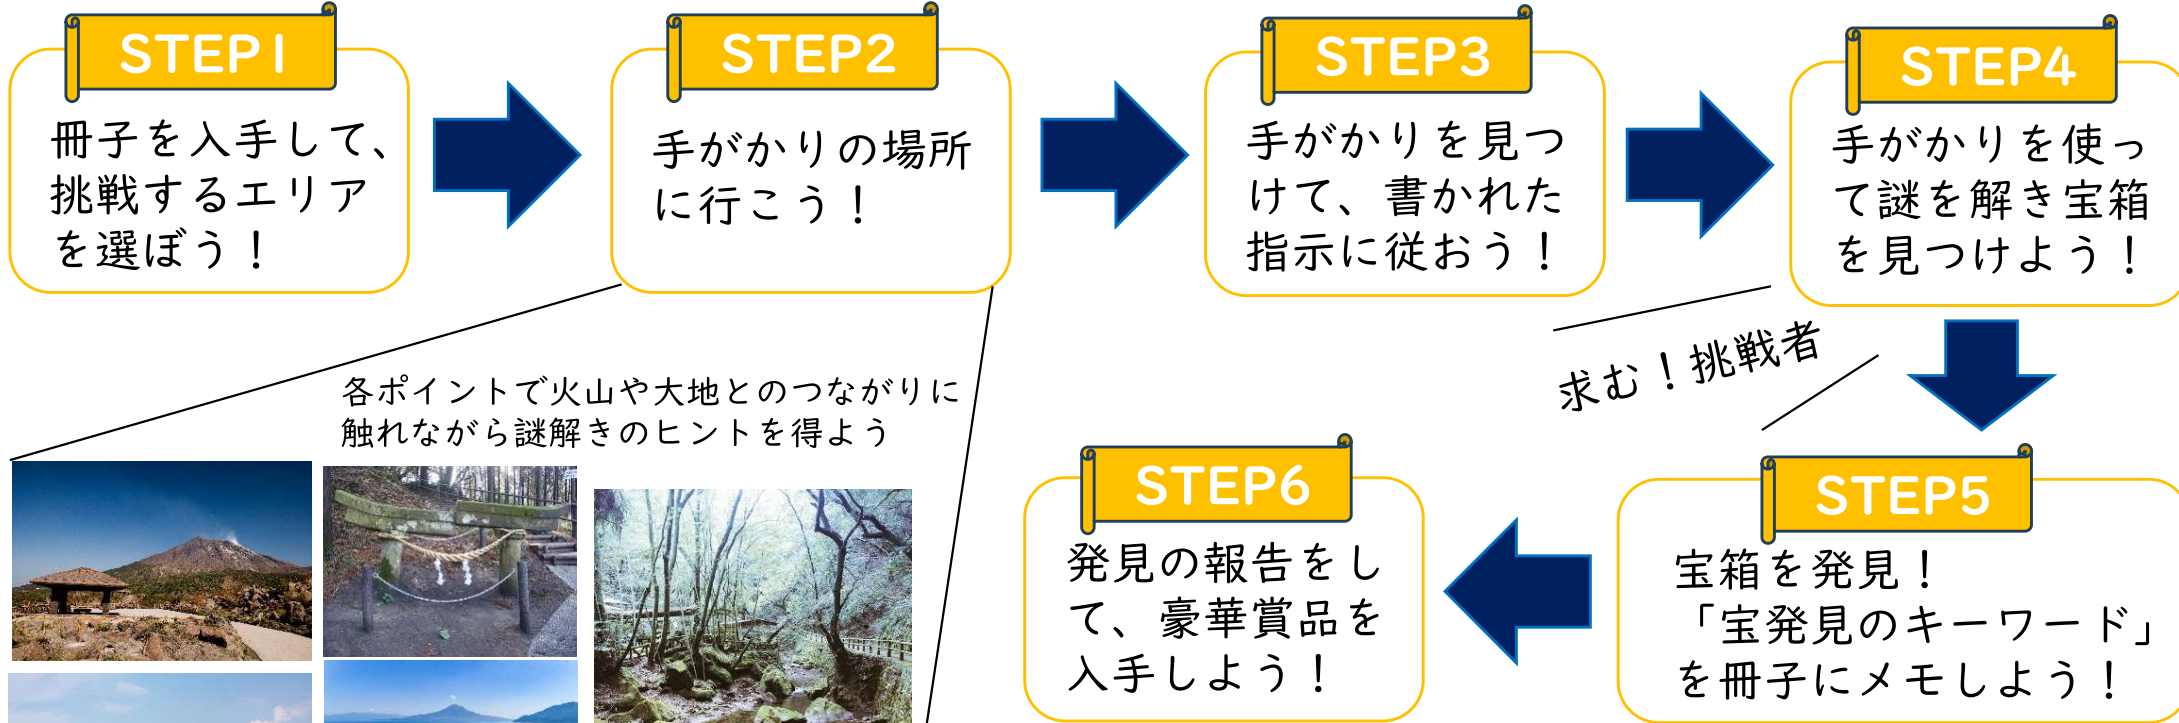 STEP1
冊子を入手して、
挑戦するエリア
を選ぼう！
STEP2
手がかりの場所
に行こう！
STEP3
手がかりを見つ
けて、書かれた
指示に従おう！
STEP4
手がかりを使っ
て謎を解き宝箱
を見つけよう！
各ポイントで火山や大地とのつながりに
触れながら謎解きのヒントを得よう
求む！挑戦者
STEP5
宝箱を発見！
「宝発見のキーワード」
を冊子にメモしよう！
STEP6
発見の報告をし
て、豪華賞品を
入手しよう！